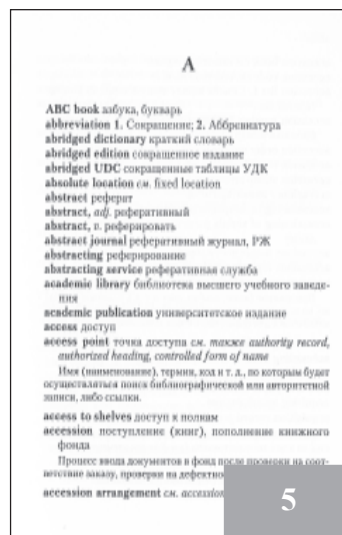 A
ABC book азбука, букварь
abbreviation 1. Сокращение; 2. Аббревиатура
abridged dictionary краткий словарь
abridged edition сокращенное издание
abridged UDC сокращенные таблицы УДК
absolute location см. fixed location
abstract реферат
abstract, adj. реферативный
abstract, v. реферировать
abstract journal реферативный журнал, РЖ
abstracting реферирование
abstracting service реферативная служба
academic library библиотека высшего учебного заведе-
ния
academic publication университетское издание
access доступ
access point точка доступа см. также authority record,
authorized heading, controlled form of name
Имя (наименование), термин, код и т. д., по которым будет
осуществляться поиск библиографической или авторитетной
записи, либо ссылки.
access to shelves доступ к полкам
accession поступление (книг), пополнение книжного
фонда
Процесс ввода документов в фонд после проверки на соот-
ветствие заказу, проверки на дефектно
accession arrangement см. accession
5